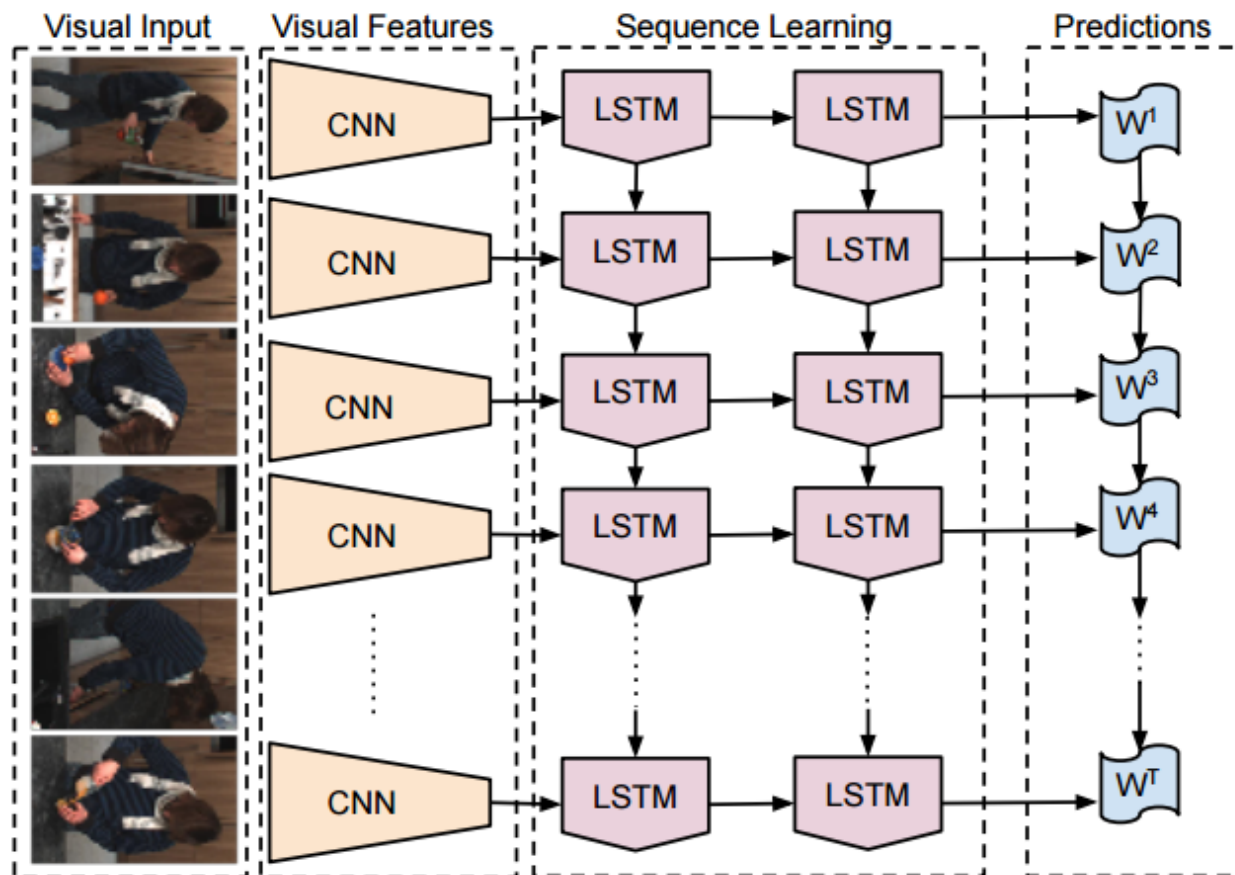 Visual Input Visual Features Sequence Learning Predictions
CNN LSTM LSTM W¹
CNN LSTM LSTM W²
CNN LSTM LSTM W³
CNN LSTM LSTM W⁴
CNN LSTM LSTM Wᵀ